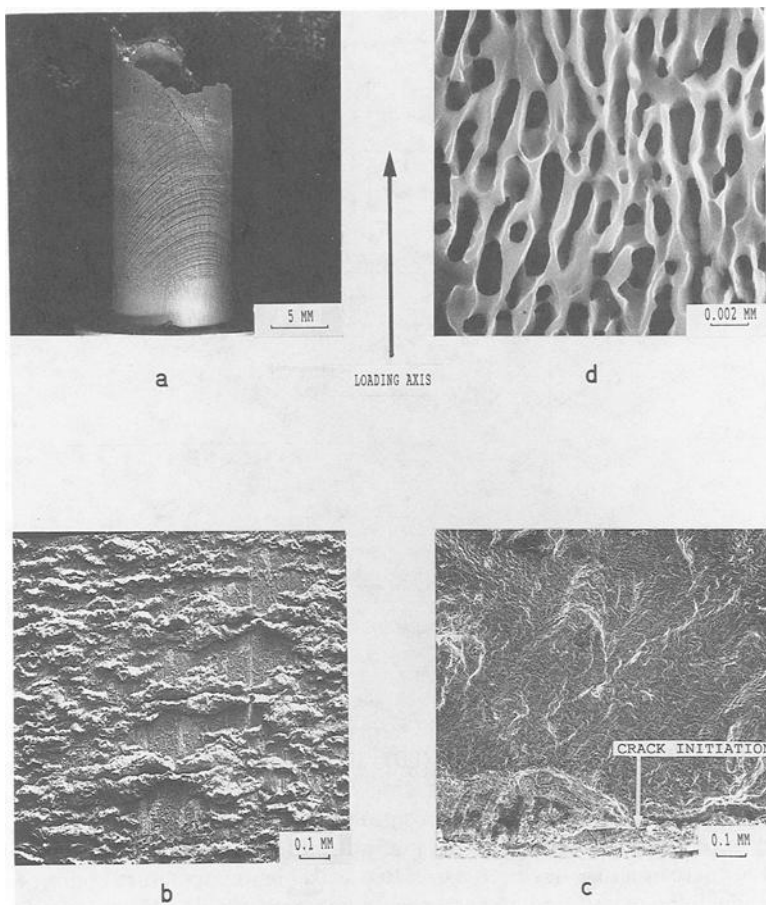 5 MM
0.002 MM
a
LOADING AXIS
d
CRACK INITIATION
0.1 MM
0.1 MM
b
c